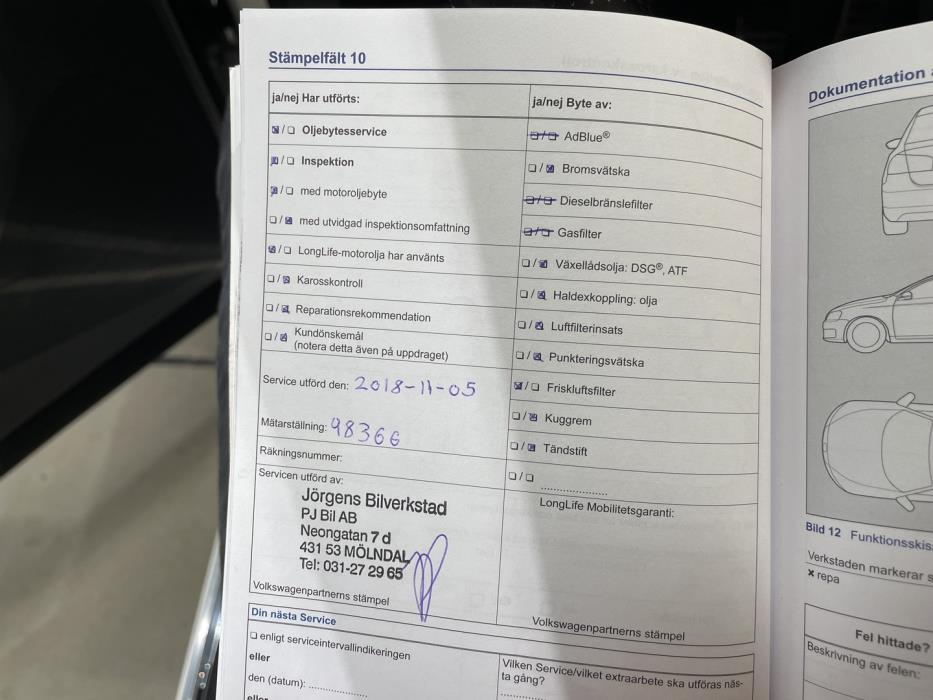 Stämpelfält 10
ja/nej Har utförts:
☒ / ☐ Oljebytesservice
☒ / ☐ Inspektion
☒ / ☐ med motoroljebyte
☐ / ☒ med utvidgad inspektionsomfattning
☒ / ☐ LongLife-motorolja har använts
☐ / ☒ Karosskontroll
☐ / ☒ Reparationsrekommendation
☐ / ☒ Kundönskemål
(notera detta även på uppdraget)
Service utförd den: 2018-11-05
Mätarställning: 98366
Räkningsnummer:
Servicen utförd av:
Jörgens Bilverkstad
PJ Bil AB
Neongatan 7 d
431 53 MÖLNDAL
Tel: 031-27 29 65
Volkswagenpartnerns stämpel
ja/nej Byte av:
☐ / ☐ AdBlue®
☐ / ☒ Bromsvätska
☐ / ☐ Dieselbränslefilter
☐ / ☐ Gasfilter
☐ / ☒ Växellådsolja: DSG®, ATF
☐ / ☒ Haldexkoppling: olja
☐ / ☒ Luftfilterinsats
☐ / ☒ Punkteringsvätska
☒ / ☐ Friskluftsfilter
☐ / ☒ Kuggrem
☐ / ☒ Tändstift
☐ / ☐ ....................
LongLife Mobilitetsgaranti:
Volkswagenpartnerns stämpel
Din nästa Service
☐ enligt serviceintervallindikeringen
eller
den (datum): ....................
eller
Vilken Service/vilket extraarbete ska utföras näs-
ta gång?
Dokumentation
Bild 12 Funktionsskis
Verkstaden markerar s
× repa
Fel hittade?
Beskrivning av felen: